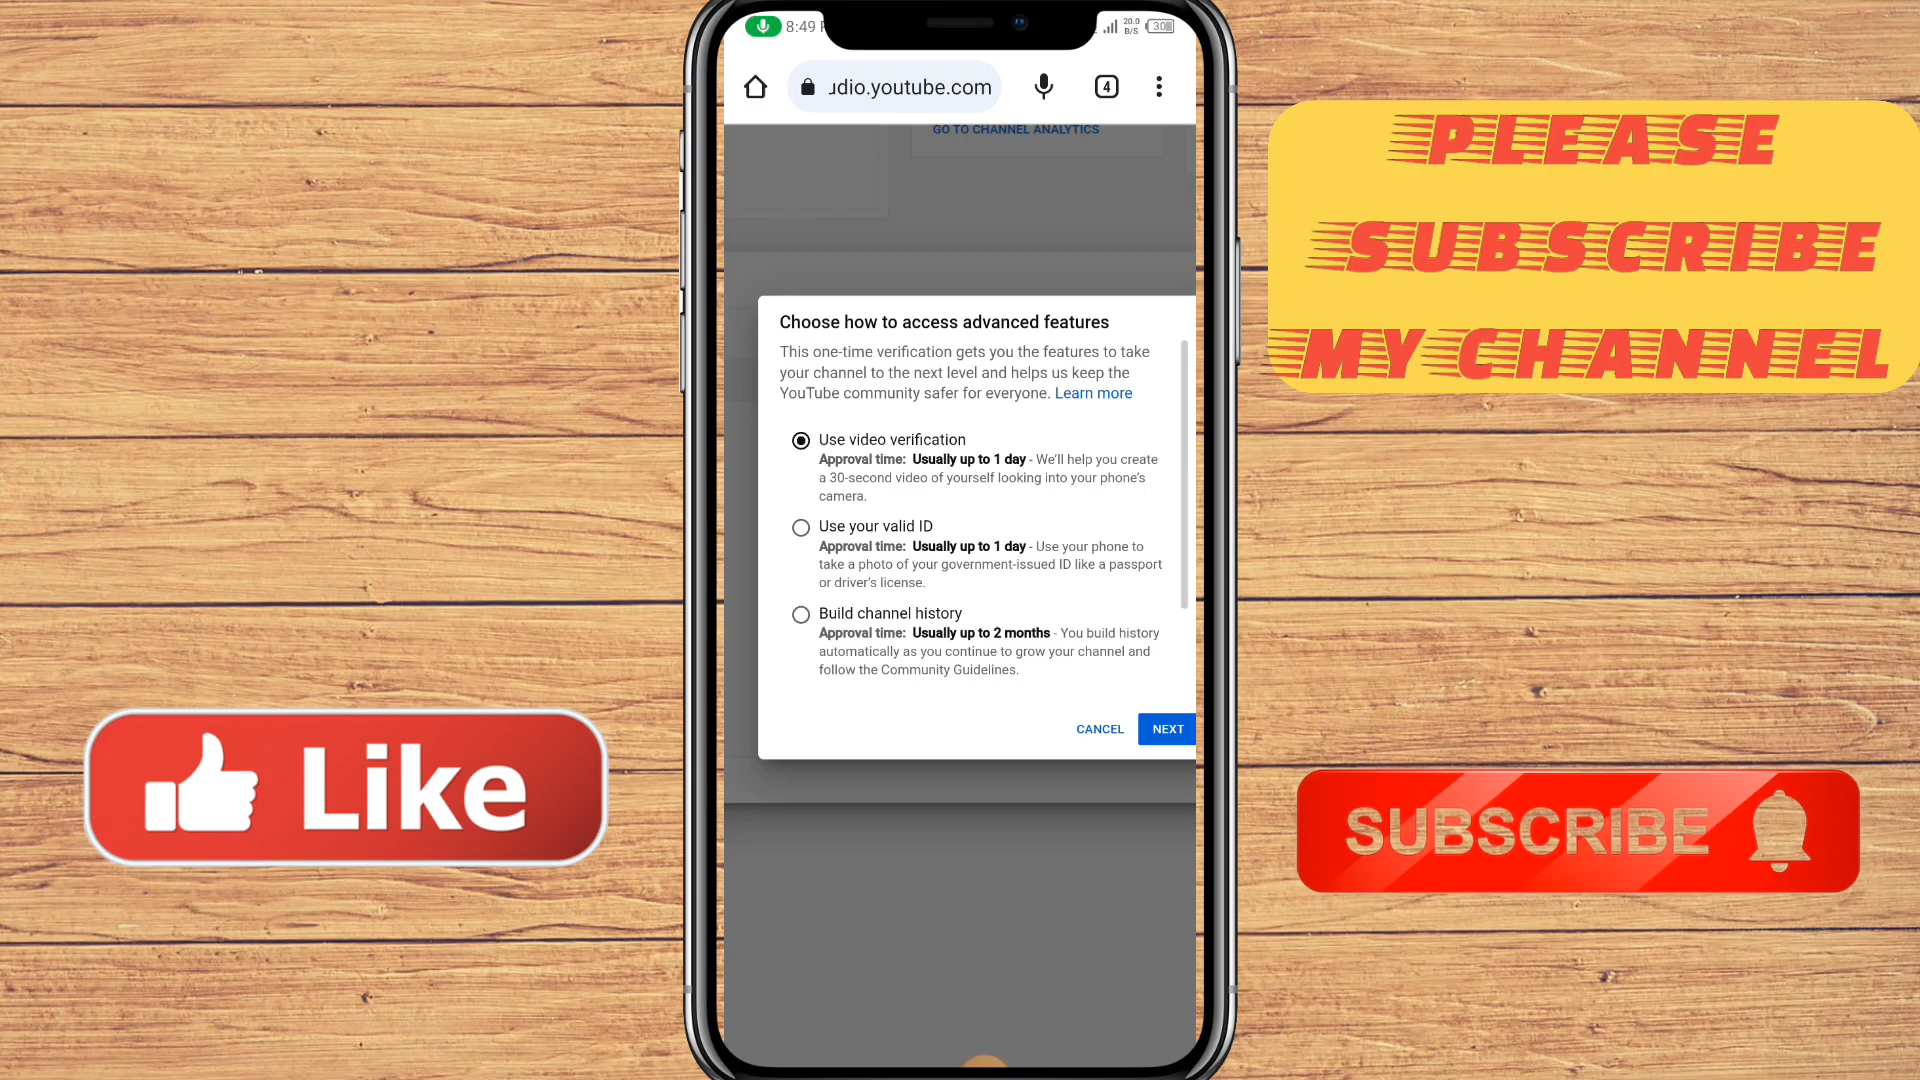 8:49
20.0
B/S
30
udio.youtube.com
4
GO TO CHANNEL ANALYTICS
Choose how to access advanced features
This one-time verification gets you the features to take
your channel to the next level and helps us keep the
YouTube community safer for everyone. Learn more
Use video verification
Approval time: Usually up to 1 day - We'll help you create
a 30-second video of yourself looking into your phone's
camera.
Use your valid ID
Approval time: Usually up to 1 day - Use your phone to
take a photo of your government-issued ID like a passport
or driver's license.
Build channel history
Approval time: Usually up to 2 months - You build history
automatically as you continue to grow your channel and
follow the Community Guidelines.
CANCEL NEXT
PLEASE
SUBSCRIBE
MY CHANNEL
Like
SUBSCRIBE